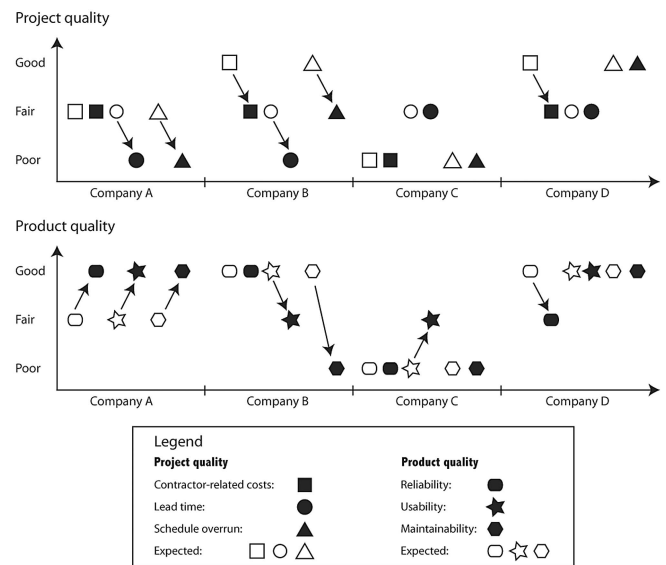 Project quality
Good
Fair
Poor
Company A Company B Company C Company D
Product quality
Good
Fair
Poor
Company A Company B Company C Company D
Legend
Project quality Product quality
Contractor-related costs: Reliability:
Lead time: Usability:
Schedule overrun: Maintainability:
Expected: Expected: